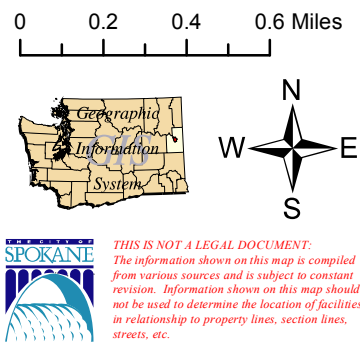 0 0.2 0.4 0.6 Miles
Geographic
GIS
Information
System
N
W E
S
THE CITY OF
SPOKANE
THIS IS NOT A LEGAL DOCUMENT:
The information shown on this map is compiled
from various sources and is subject to constant
revision. Information shown on this map should
not be used to determine the location of facilities
in relationship to property lines, section lines,
streets, etc.